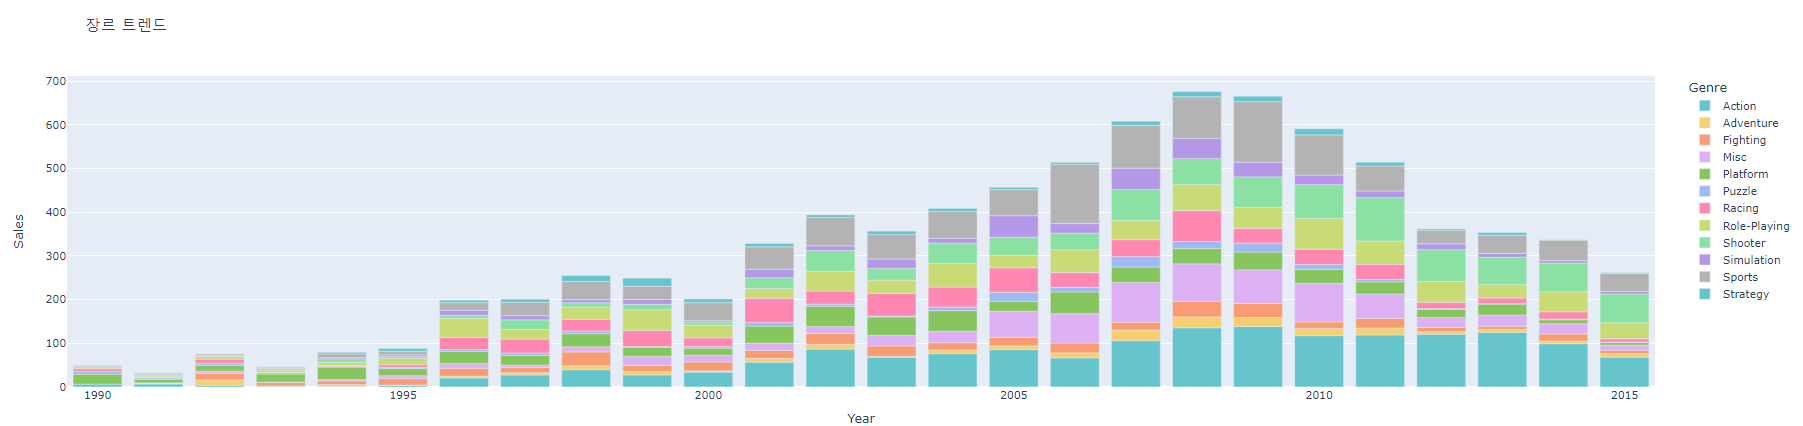 장르 트렌드
Sales
700
600
500
400
300
200
100
0
1990
1995
2000
2005
2010
2015
Year
Genre
Action
Adventure
Fighting
Misc
Platform
Puzzle
Racing
Role-Playing
Shooter
Simulation
Sports
Strategy